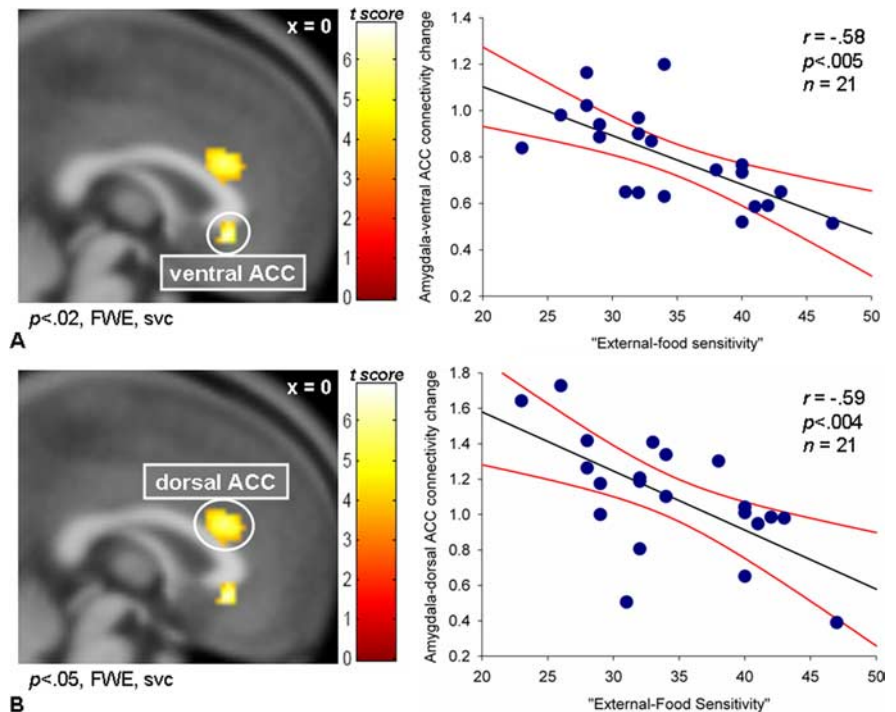 t score
x = 0
6
5
4
3
2
1
0
ventral ACC
p<.02, FWE, svc
A
Amygdala-ventral ACC connectivity change
1.4
1.2
1.0
0.8
0.6
0.4
0.2
r = -.58
p<.005
n = 21
20 25 30 35 40 45 50
"External-food sensitivity"
t score
x = 0
6
5
4
3
2
1
0
dorsal ACC
p<.05, FWE, svc
B
Amygdala-dorsal ACC connectivity change
1.8
1.6
1.4
1.2
1.0
0.8
0.6
0.4
0.2
r = -.59
p<.004
n = 21
20 25 30 35 40 45 50
"External-Food Sensitivity"